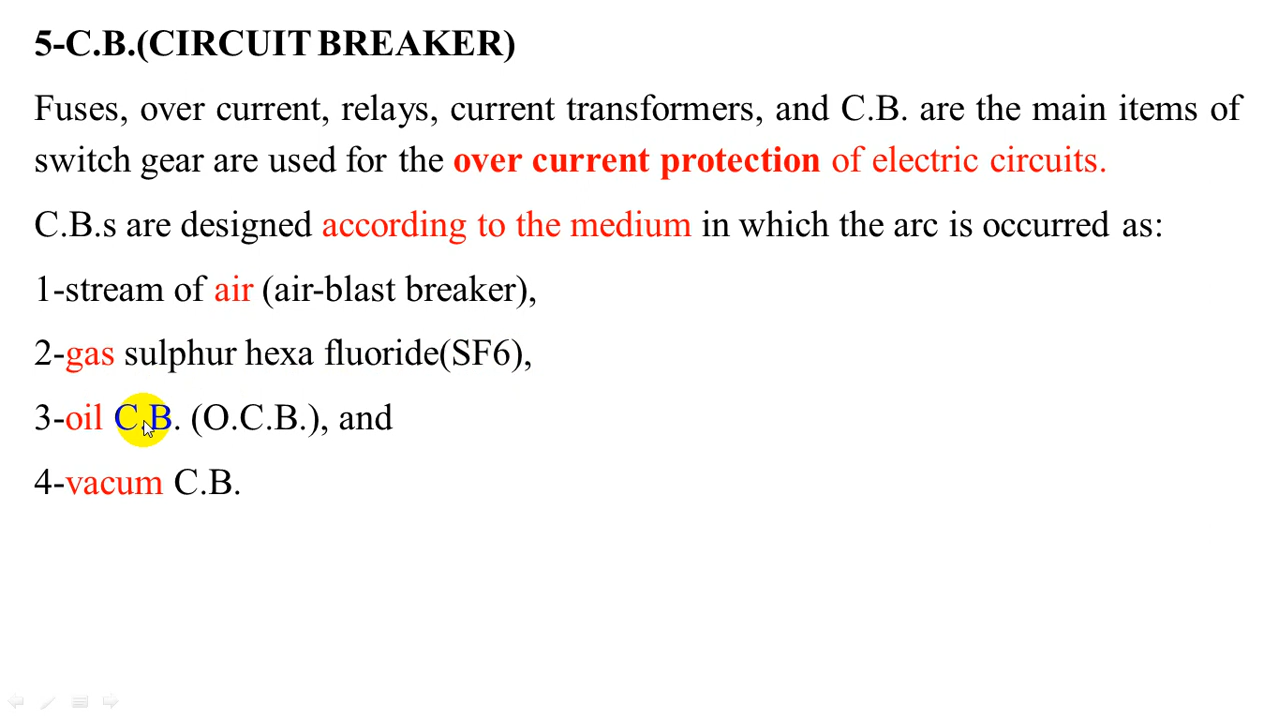 5-C.B.(CIRCUIT BREAKER)
Fuses, over current, relays, current transformers, and C.B. are the main items of
switch gear are used for the over current protection of electric circuits.
C.B.s are designed according to the medium in which the arc is occurred as:
1-stream of air (air-blast breaker),
2-gas sulphur hexa fluoride(SF6),
3-oil C.B. (O.C.B.), and
4-vacum C.B.